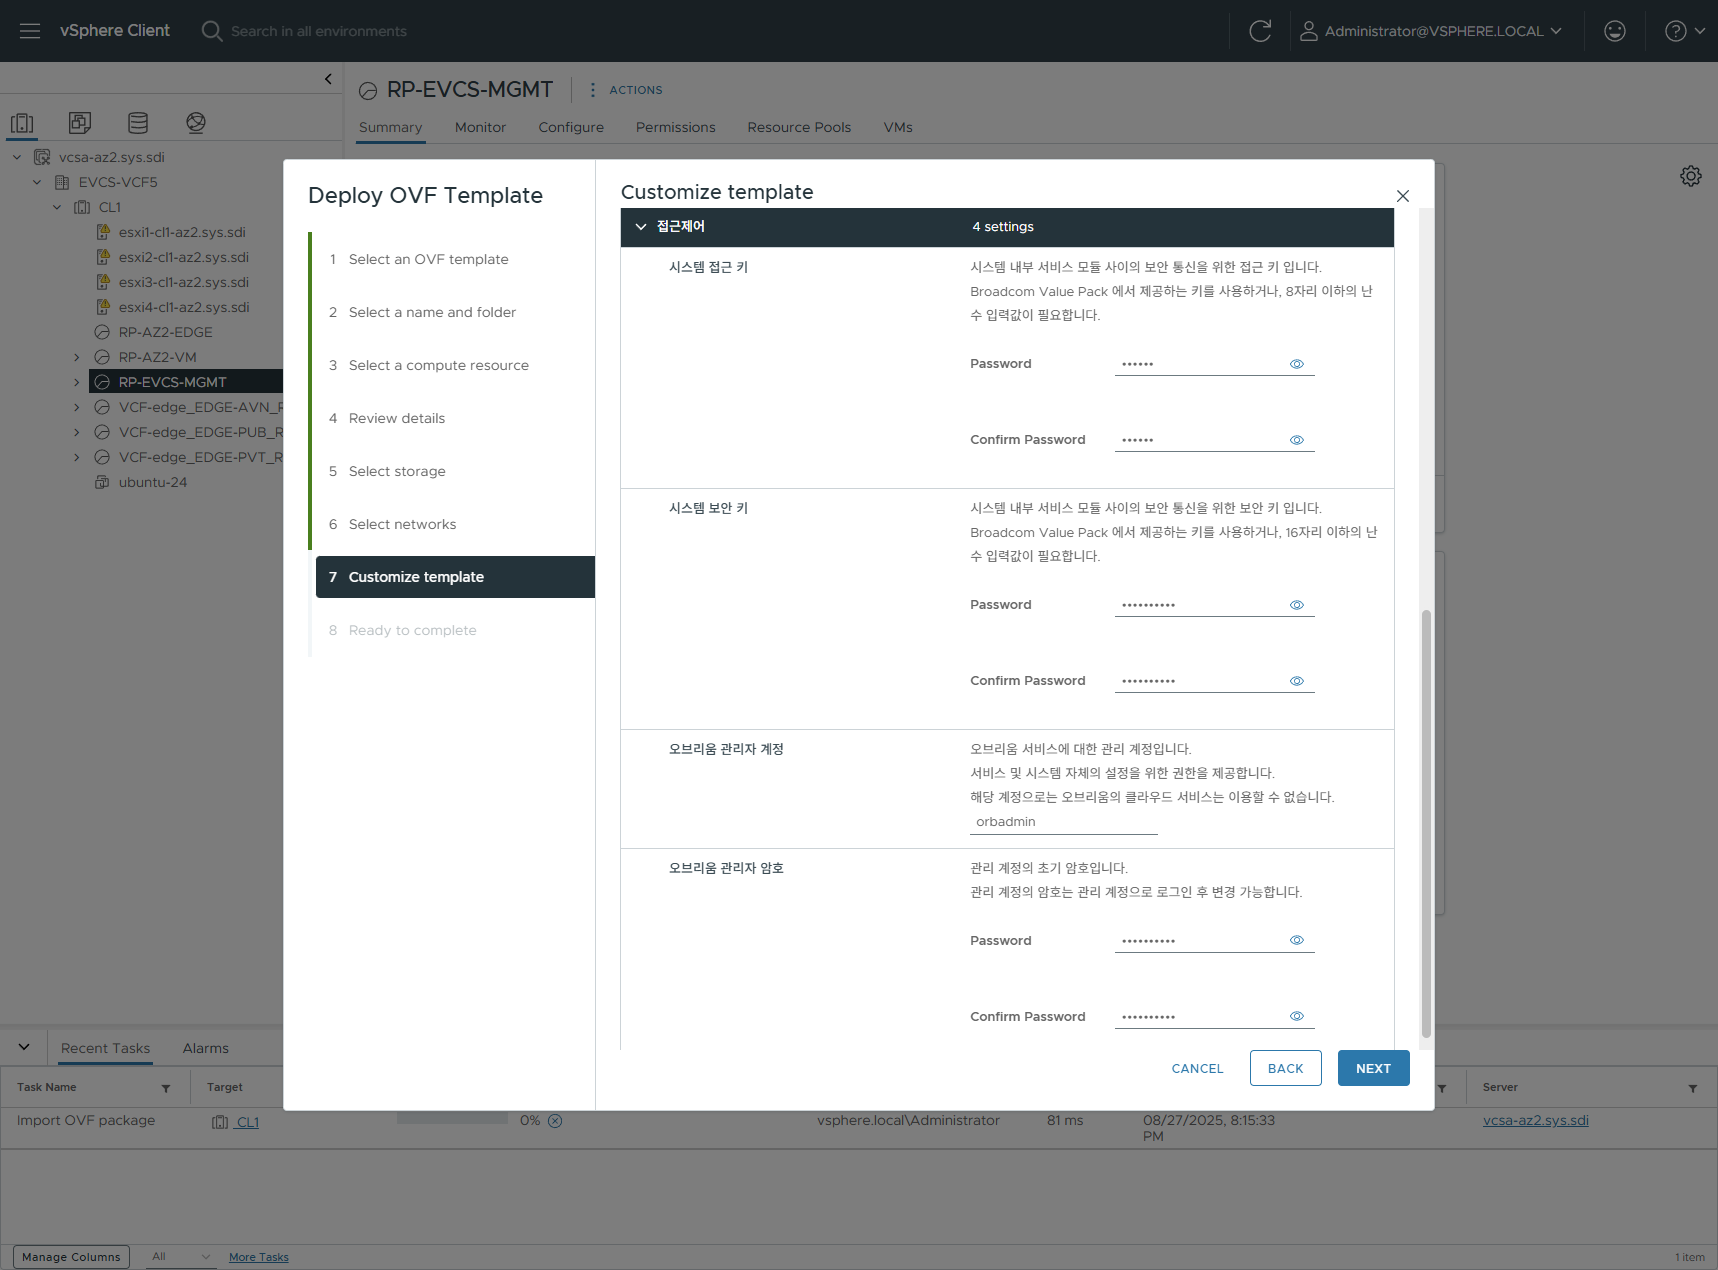 vSphere Client
Search in all environments
Administrator@VSPHERE.LOCAL
RP-EVCS-MGMT
ACTIONS
Summary
Monitor
Configure
Permissions
Resource Pools
VMs
vcsa-az2.sys.sdi
EVCS-VCF5
CL1
esxi1-cl1-az2.sys.sdi
esxi2-cl1-az2.sys.sdi
esxi3-cl1-az2.sys.sdi
esxi4-cl1-az2.sys.sdi
RP-AZ2-EDGE
RP-AZ2-VM
RP-EVCS-MGMT
VCF-edge_EDGE-AVN_R
VCF-edge_EDGE-PUB_R
VCF-edge_EDGE-PVT_R
ubuntu-24
Deploy OVF Template
1 Select an OVF template
2 Select a name and folder
3 Select a compute resource
4 Review details
5 Select storage
6 Select networks
7 Customize template
8 Ready to complete
Customize template
접근제어
4 settings
시스템 접근 키
시스템 내부 서비스 모듈 사이의 보안 통신을 위한 접근 키 입니다.
Broadcom Value Pack 에서 제공하는 키를 사용하거나, 8자리 이하의 난
수 입력값이 필요합니다.
Password ••••••
Confirm Password ••••••
시스템 보안 키
시스템 내부 서비스 모듈 사이의 보안 통신을 위한 보안 키 입니다.
Broadcom Value Pack 에서 제공하는 키를 사용하거나, 16자리 이하의 난
수 입력값이 필요합니다.
Password ••••••••••
Confirm Password ••••••••••
오브리움 관리자 계정
오브리움 서비스에 대한 관리 계정입니다.
서비스 및 시스템 자체의 설정을 위한 권한을 제공합니다.
해당 계정으로는 오브리움의 클라우드 서비스는 이용할 수 없습니다.
orbadmin
오브리움 관리자 암호
관리 계정의 초기 암호입니다.
관리 계정의 암호는 관리 계정으로 로그인 후 변경 가능합니다.
Password ••••••••••
Confirm Password ••••••••••
CANCEL
BACK
NEXT
Recent Tasks
Alarms
Task Name
Target
Server
Import OVF package
CL1
0%
vsphere.local\Administrator
81 ms
08/27/2025, 8:15:33
PM
vcsa-az2.sys.sdi
Manage Columns
All
More Tasks
1 item